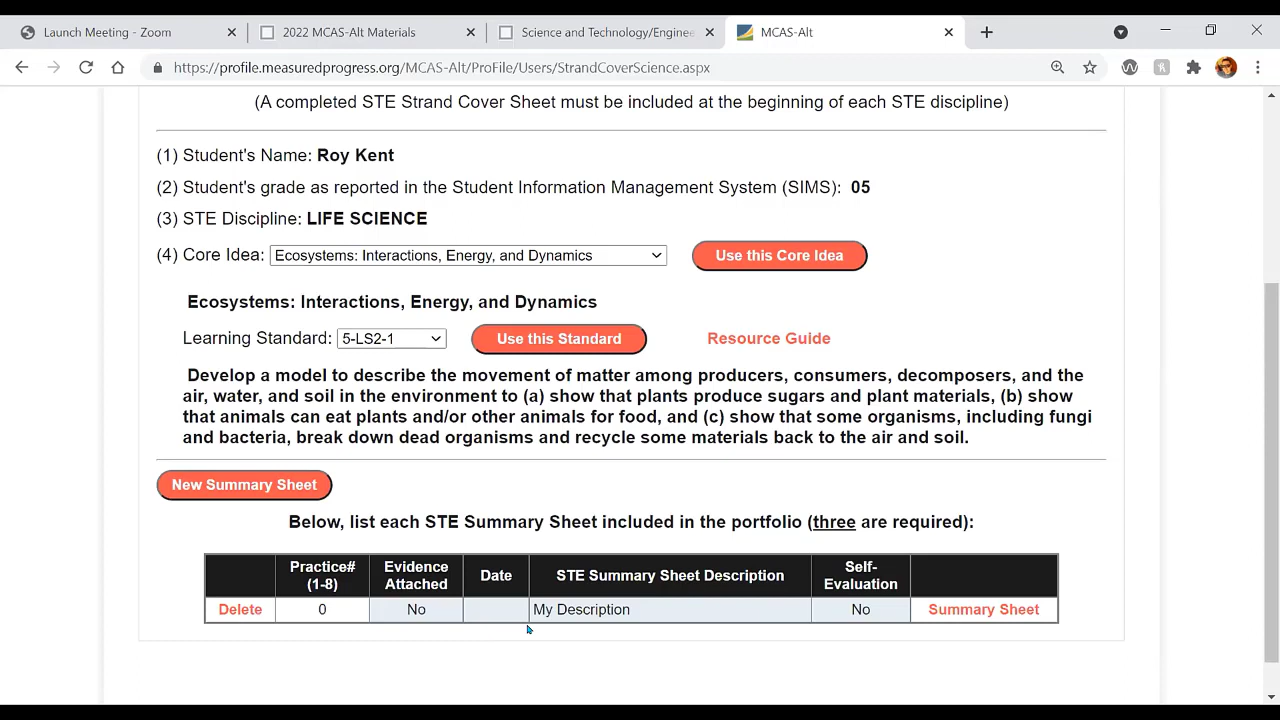 Launch Meeting - Zoom
2022 MCAS-Alt Materials
Science and Technology/Enginee
MCAS-Alt
https://profile.measuredprogress.org/MCAS-Alt/ProFile/Users/StrandCoverScience.aspx
(A completed STE Strand Cover Sheet must be included at the beginning of each STE discipline)
(1) Student's Name: Roy Kent
(2) Student's grade as reported in the Student Information Management System (SIMS): 05
(3) STE Discipline: LIFE SCIENCE
(4) Core Idea: Ecosystems: Interactions, Energy, and Dynamics Use this Core Idea
Ecosystems: Interactions, Energy, and Dynamics
Learning Standard: 5-LS2-1 Use this Standard Resource Guide
Develop a model to describe the movement of matter among producers, consumers, decomposers, and the
air, water, and soil in the environment to (a) show that plants produce sugars and plant materials, (b) show
that animals can eat plants and/or other animals for food, and (c) show that some organisms, including fungi
and bacteria, break down dead organisms and recycle some materials back to the air and soil.
New Summary Sheet
Below, list each STE Summary Sheet included in the portfolio (three are required):
Practice# (1-8) Evidence Attached Date STE Summary Sheet Description Self-Evaluation
Delete 0 No My Description No Summary Sheet